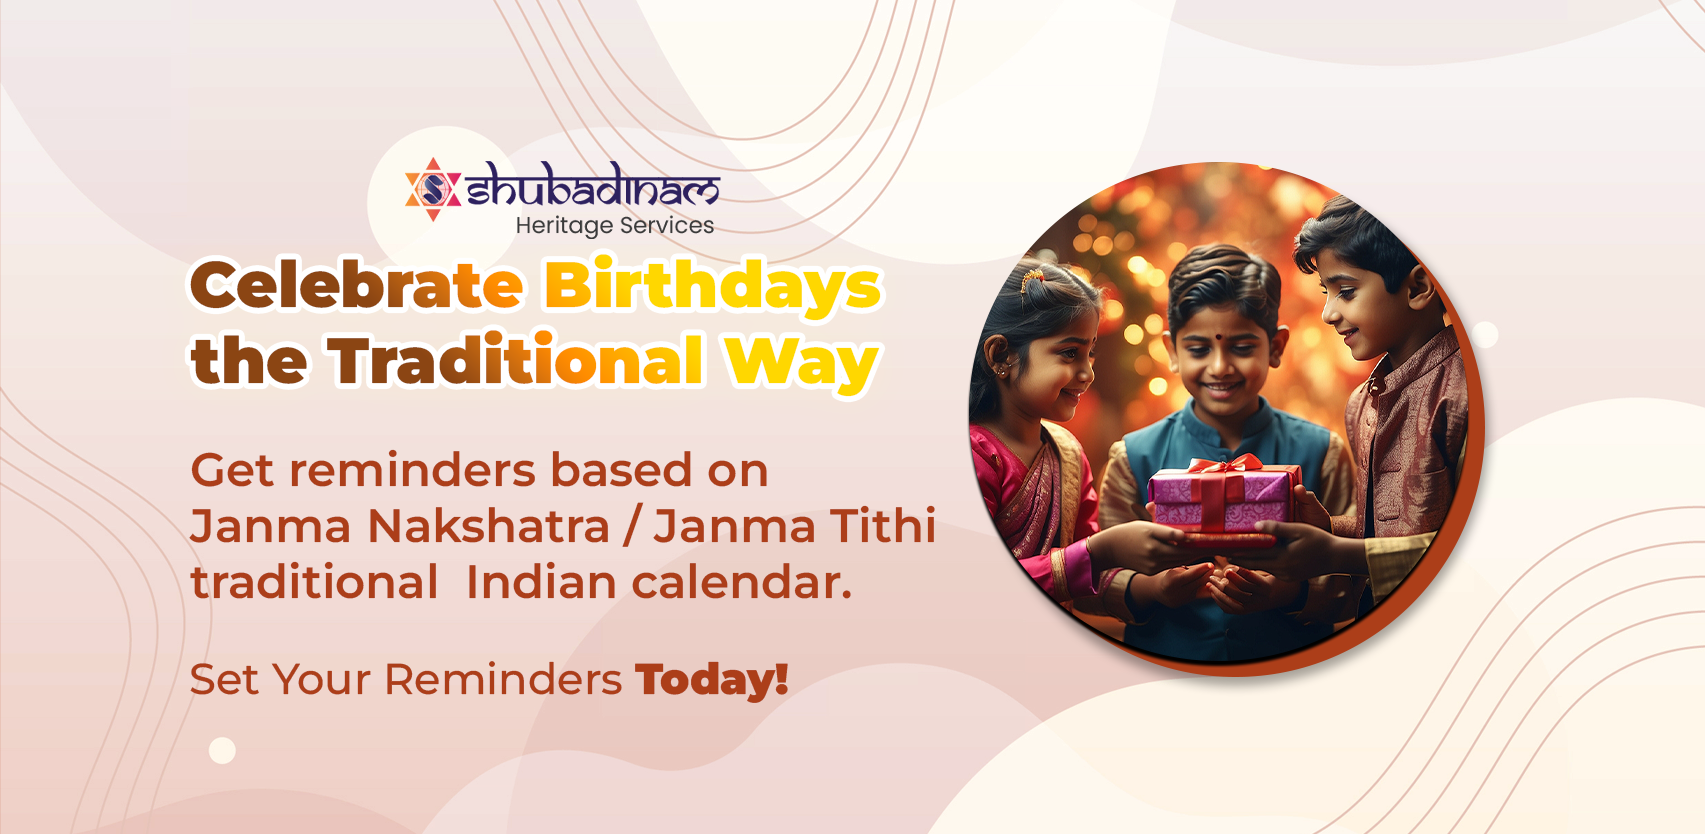 shubadinam
Heritage Services
Celebrate Birthdays
the Traditional Way
Get reminders based on
Janma Nakshatra / Janma Tithi
traditional  Indian calendar.
Set Your Reminders Today!